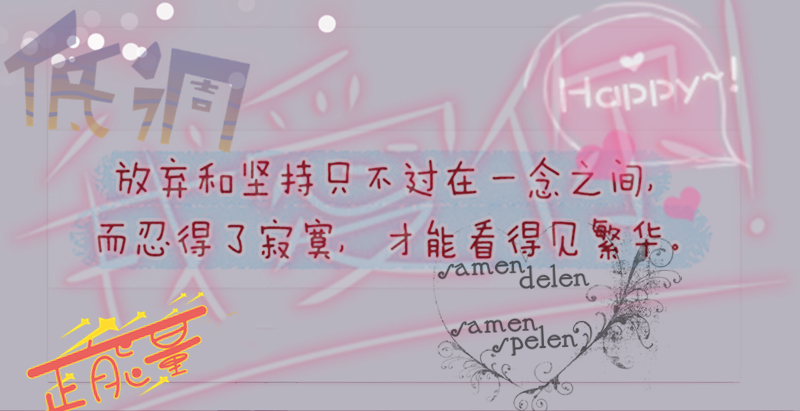 低调
Happy~!
放弃和坚持只不过在一念之间,
而忍得了寂寞, 才能看得见繁华。
samen
delen
samen
spelen
正能量